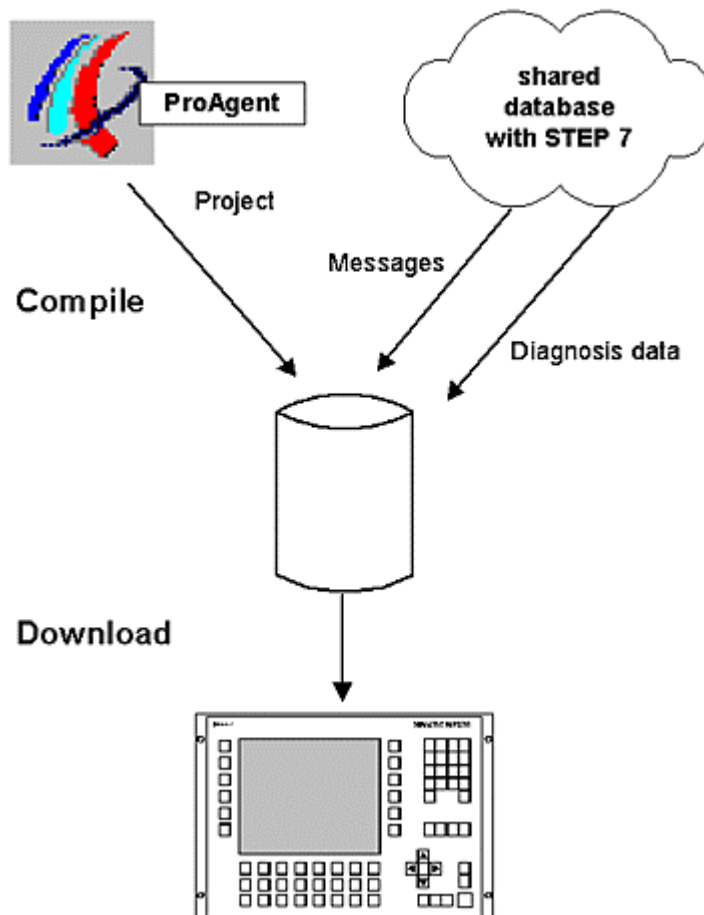 ProAgent
shared
database
with STEP 7
Project
Messages
Compile
Diagnosis data
Download